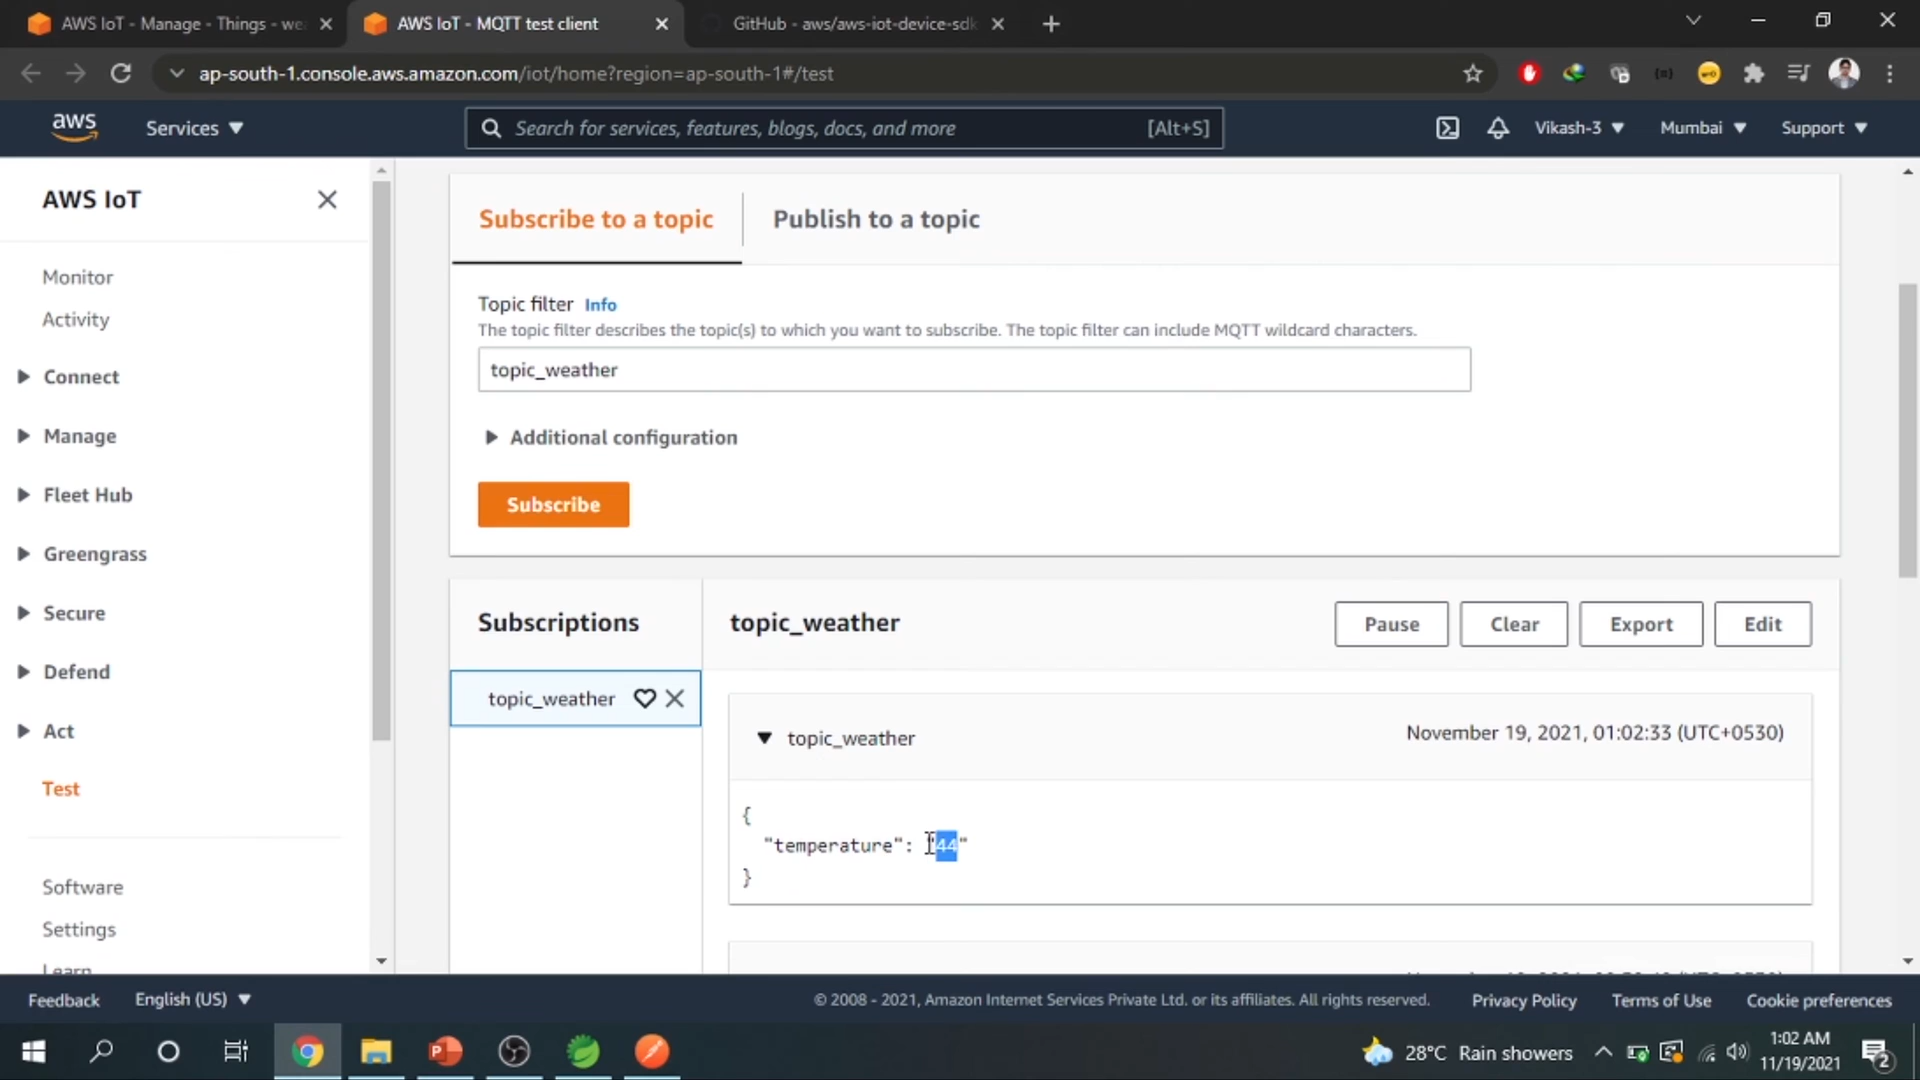 AWS IoT - Manage - Things - we
AWS IoT - MQTT test client
GitHub - aws/aws-iot-device-sdk
ap-south-1.console.aws.amazon.com/iot/home?region=ap-south-1#/test
aws
Services
Search for services, features, blogs, docs, and more
[Alt+S]
Vikash-3
Mumbai
Support
AWS IoT
Monitor
Activity
Connect
Manage
Fleet Hub
Greengrass
Secure
Defend
Act
Test
Software
Settings
Learn
Subscribe to a topic
Publish to a topic
Topic filter Info
The topic filter describes the topic(s) to which you want to subscribe. The topic filter can include MQTT wildcard characters.
topic_weather
Additional configuration
Subscribe
Subscriptions
topic_weather
topic_weather
Pause
Clear
Export
Edit
topic_weather
November 19, 2021, 01:02:33 (UTC+0530)
{
"temperature": "44"
}
Feedback
English (US)
© 2008 - 2021, Amazon Internet Services Private Ltd. or its affiliates. All rights reserved.
Privacy Policy
Terms of Use
Cookie preferences
28°C Rain showers
1:02 AM
11/19/2021
2